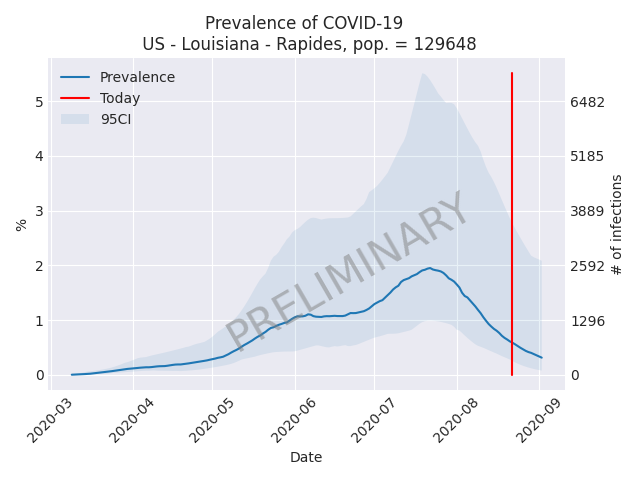 Prevalence of COVID-19
US - Louisiana - Rapides, pop. = 129648
Prevalence
Today
95CI
PRELIMINARY
%
5
4
3
2
1
0
6482
5185
3889
2592
1296
0
# of infections
2020-03
2020-04
2020-05
2020-06
2020-07
2020-08
2020-09
Date